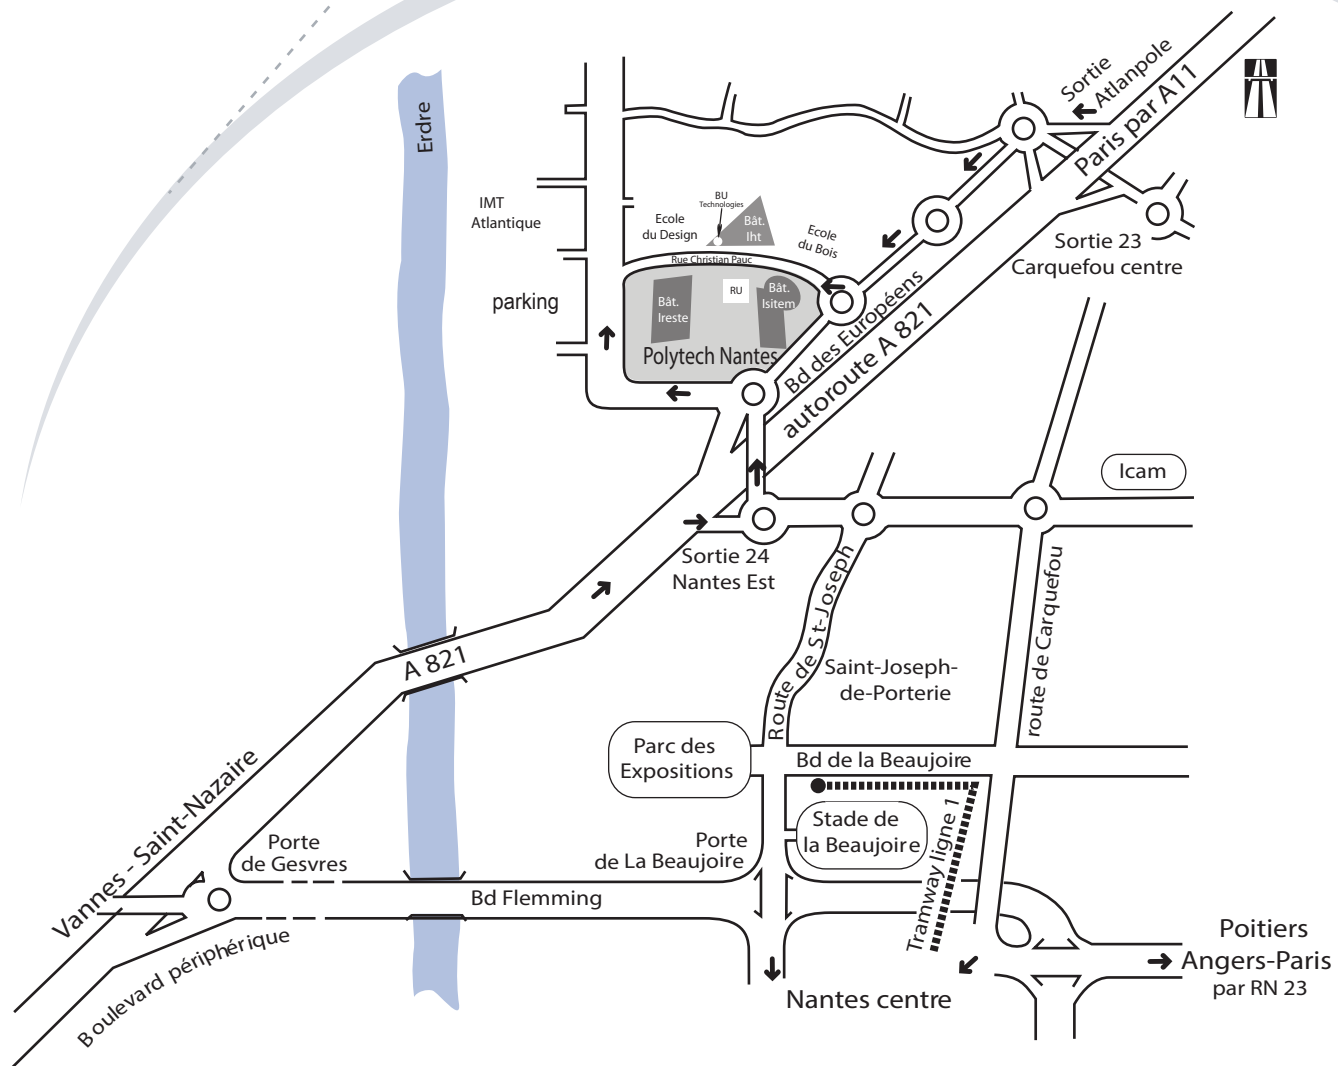 Sortie
Atlanpole
Paris par A11
Erdre
IMT
Atlantique
BU
Technologies
Ecole
du Design
Bât.
Iht
Ecole
du Bois
Rue Christian Pauc
Sortie 23
Carquefou centre
parking
Bât.
Ireste
RU
Bât.
Isitem
Polytech Nantes
Bd des Européens
autoroute A 821
Icam
Sortie 24
Nantes Est
Route de St-Joseph
route de Carquefou
A 821
Saint-Joseph-
de-Porterie
Parc des
Expositions
Bd de la Beaujoire
Vannes - Saint-Nazaire
Stade de
la Beaujoire
Tramway ligne 1
Porte
de Gesvres
Porte
de La Beaujoire
Bd Flemming
Boulevard périphérique
Nantes centre
Poitiers
Angers-Paris
par RN 23